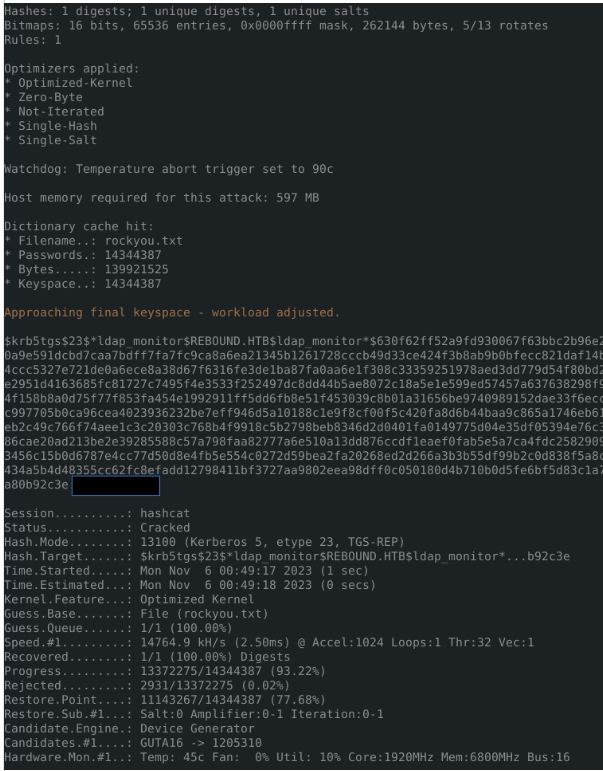 Hashes: 1 digests; 1 unique digests, 1 unique salts
Bitmaps: 16 bits, 65536 entries, 0x0000ffff mask, 262144 bytes, 5/13 rotates
Rules: 1
Optimizers applied:
* Optimized-Kernel
* Zero-Byte
* Not-Iterated
* Single-Hash
* Single-Salt
Watchdog: Temperature abort trigger set to 90c
Host memory required for this attack: 597 MB
Dictionary cache hit:
* Filename..: rockyou.txt
* Passwords.: 14344387
* Bytes.....: 139921525
* Keyspace..: 14344387
Approaching final keyspace - workload adjusted.
$krb5tgs$23$*ldap_monitor$REBOUND.HTB$ldap_monitor*$630f62ff52a9fd930067f63bbc2b96e2
0a9e591dcbd7caa7bdff7fa7fc9ca8a6ea21345b1261728cccb49d33ce424f3b8ab9b0bfecc821daf14b
4ccc5327e721de0a6ece8a38d67f6316fe3de1ba87fa0aa6e1f308c33359251978aed3dd779d54f80bd2
e2951d4163685fc81727c7495f4e3533f252497dc8dd44b5ae8072c18a5e1e599ed57457a637638298f9
4f158b8a0d75f77f853fa454e1992911ff5dd6fb8e51f453039c8b01a31656be9740989152dae33f6ecc
c997705b0ca96cea4023936232be7eff946d5a10188c1e9f8cf00f5c420fa8d6b44baa9c865a1746eb61
eb2c49c766f74aee1c3c20303c768b4f9918c5b2798beb8346d2d0401fa0149775d04e35df05394e76c3
86cae20ad213be2e39285588c57a798faa82777a6e510a13dd876ccdf1eaef0fab5e5a7ca4fdc2582909
3456c15b0d6787e4cc77d50d8e4fb5e554c0272d59bea2fa20268ed2d266a3b3b55df99b2c0d838f5a8c
434a5b4d48355cc62fc8efadd12798411bf3727aa9802eea98dff0c050180d4b710b0d5fe6bf5d83c1a7
a80b92c3e:
Session..........: hashcat
Status...........: Cracked
Hash.Mode........: 13100 (Kerberos 5, etype 23, TGS-REP)
Hash.Target......: $krb5tgs$23$*ldap_monitor$REBOUND.HTB$ldap_monitor*...b92c3e
Time.Started.....: Mon Nov  6 00:49:17 2023 (1 sec)
Time.Estimated...: Mon Nov  6 00:49:18 2023 (0 secs)
Kernel.Feature...: Optimized Kernel
Guess.Base.......: File (rockyou.txt)
Guess.Queue......: 1/1 (100.00%)
Speed.#1.........: 14764.9 kH/s (2.50ms) @ Accel:1024 Loops:1 Thr:32 Vec:1
Recovered........: 1/1 (100.00%) Digests
Progress.........: 13372275/14344387 (93.22%)
Rejected.........: 2931/13372275 (0.02%)
Restore.Point....: 11143267/14344387 (77.68%)
Restore.Sub.#1...: Salt:0 Amplifier:0-1 Iteration:0-1
Candidate.Engine.: Device Generator
Candidates.#1....: GUTA16 -> 1205310
Hardware.Mon.#1..: Temp: 45c Fan:  0% Util: 10% Core:1920MHz Mem:6800MHz Bus:16